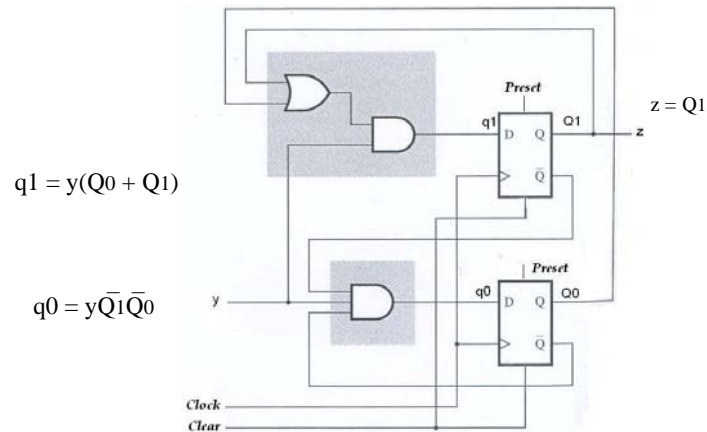 Preset
z = Q1
q1 Q1
D Q
z
Q̅
q1 = y(Q0 + Q1)
Preset
q0 Q0
D Q
y
q0 = yQ̅1Q̅0
Q̅
Clock
Clear